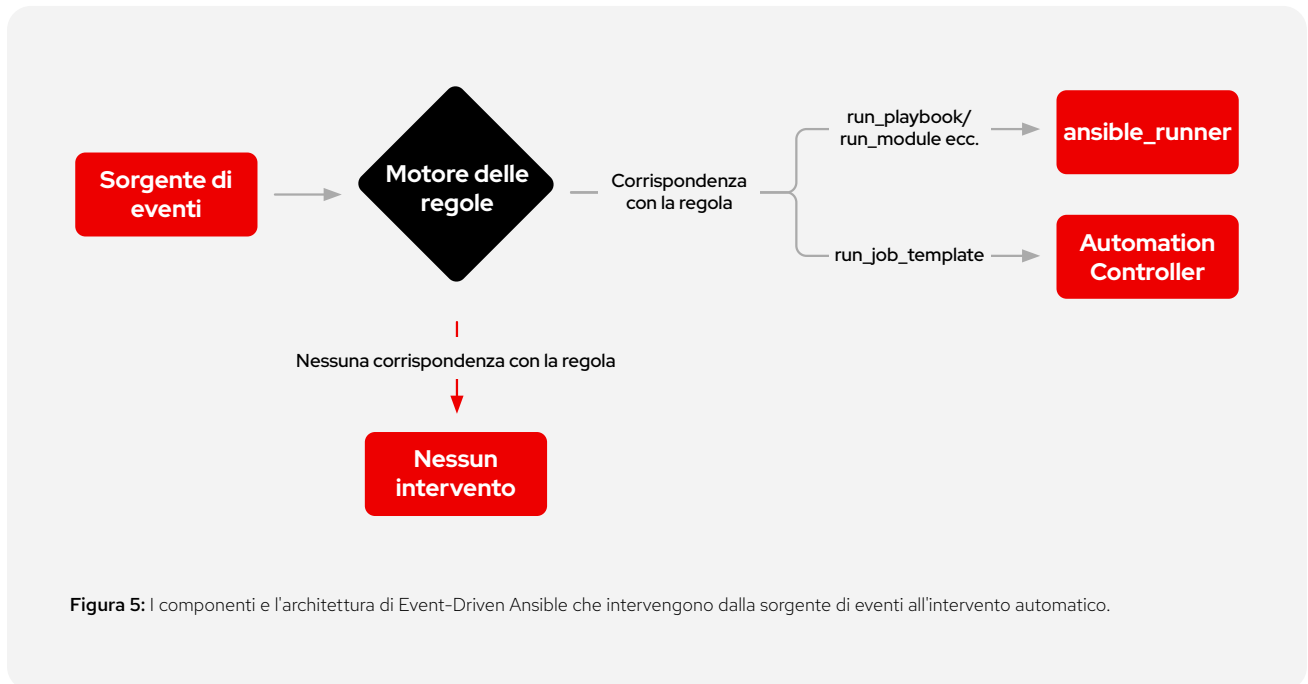 Sorgente di
eventi
Motore delle
regole
Corrispondenza
con la regola
run_playbook/
run_module ecc.
ansible_runner
run_job_template
Automation
Controller
Nessuna corrispondenza con la regola
Nessun
intervento
Figura 5: I componenti e l'architettura di Event-Driven Ansible che intervengono dalla sorgente di eventi all'intervento automatico.